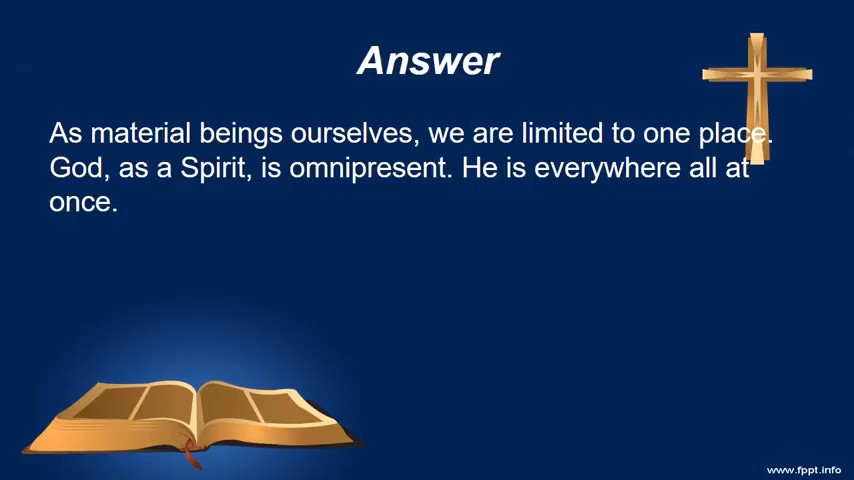 Answer
As material beings ourselves, we are limited to one place.
God, as a Spirit, is omnipresent. He is everywhere all at
once.
www.fppt.info